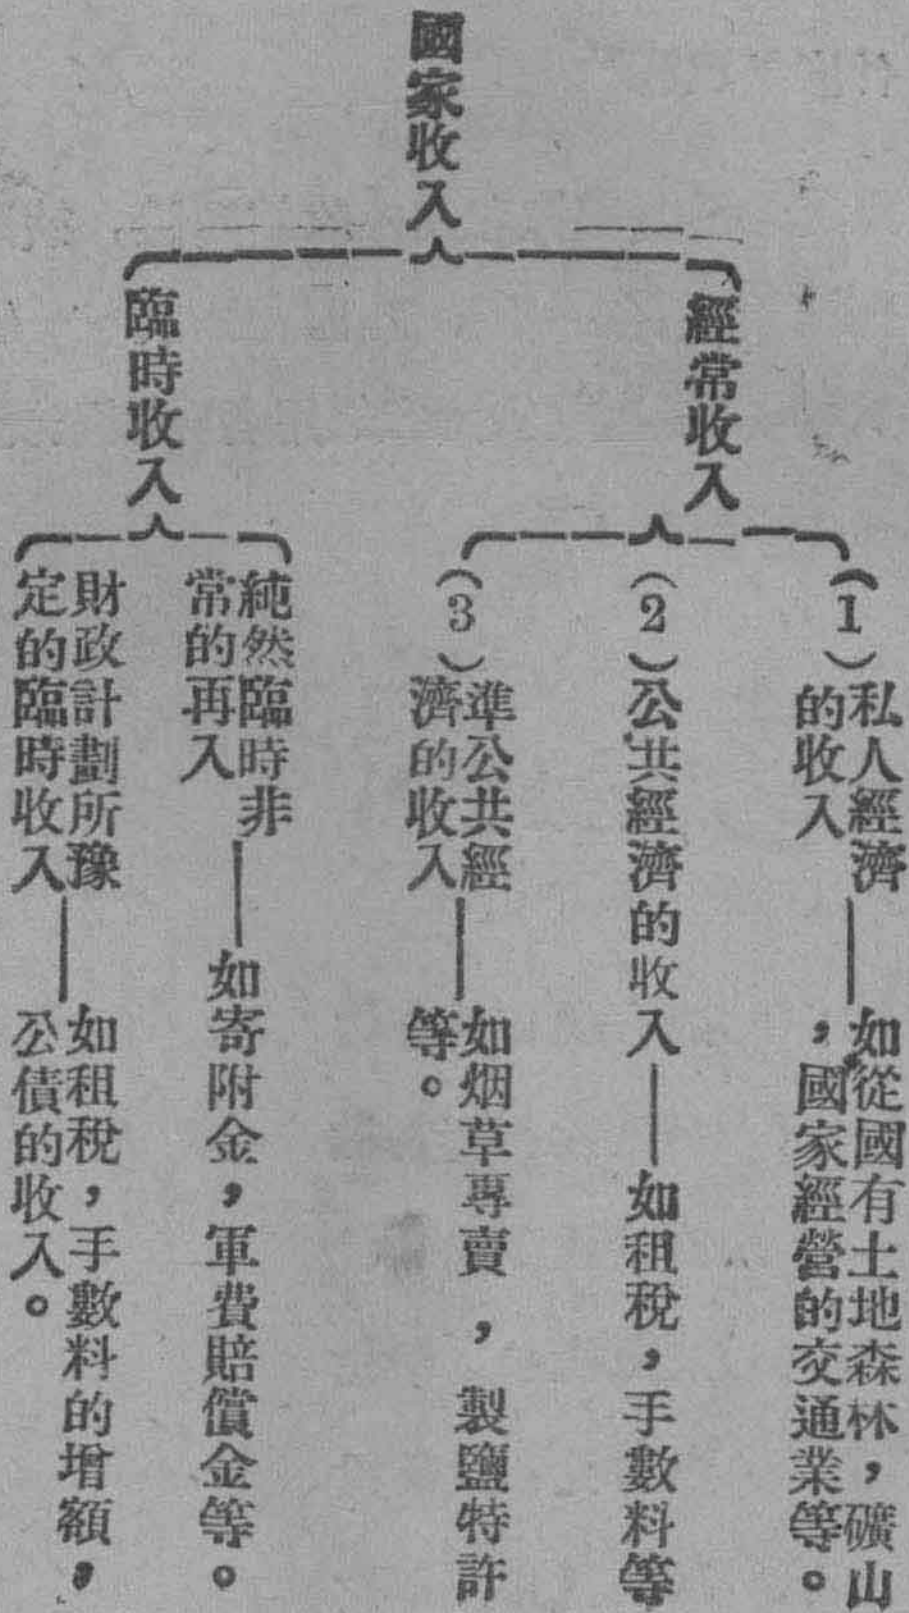 國家收入
經常收入
(1)私人經濟
的收入
如從國有土地森林,礦山
,國家經營的交通業等。
(2)公共經濟的收入
如租稅,手數料等
(3)準公共經
濟的收入
如烟草專賣,製鹽特許
等。
臨時收入
純然臨時非
常的再入
如寄附金,軍費賠償金等。
財政計劃所豫
定的臨時收入
如租稅,手數料的增額,
公債的收入。